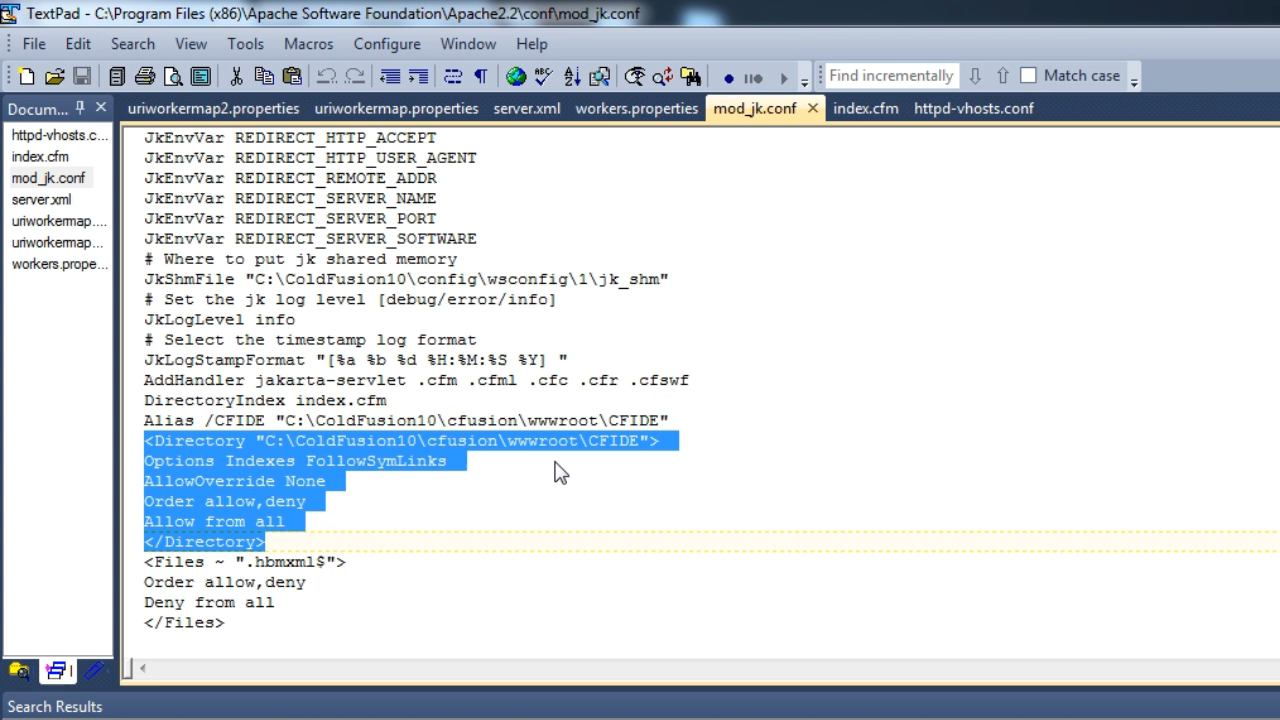 TextPad - C:\Program Files (x86)\Apache Software Foundation\Apache2.2\conf\mod_jk.conf
File Edit Search View Tools Macros Configure Window Help
Find incrementally Match case
Docum... uriworkermap2.properties uriworkermap.properties server.xml workers.properties mod_jk.conf index.cfm httpd-vhosts.conf
httpd-vhosts.c...
index.cfm
mod_jk.conf
server.xml
uriworkermap....
uriworkermap...
workers.prope...
JkEnvVar REDIRECT_HTTP_ACCEPT
JkEnvVar REDIRECT_HTTP_USER_AGENT
JkEnvVar REDIRECT_REMOTE_ADDR
JkEnvVar REDIRECT_SERVER_NAME
JkEnvVar REDIRECT_SERVER_PORT
JkEnvVar REDIRECT_SERVER_SOFTWARE
# Where to put jk shared memory
JkShmFile "C:\ColdFusion10\config\wsconfig\1\jk_shm"
# Set the jk log level [debug/error/info]
JkLogLevel info
# Select the timestamp log format
JkLogStampFormat "[%a %b %d %H:%M:%S %Y] "
AddHandler jakarta-servlet .cfm .cfml .cfc .cfr .cfswf
DirectoryIndex index.cfm
Alias /CFIDE "C:\ColdFusion10\cfusion\wwwroot\CFIDE"
<Directory "C:\ColdFusion10\cfusion\wwwroot\CFIDE">
Options Indexes FollowSymLinks
AllowOverride None
Order allow,deny
Allow from all
</Directory>
<Files ~ ".hbmxml$">
Order allow,deny
Deny from all
</Files>
Search Results